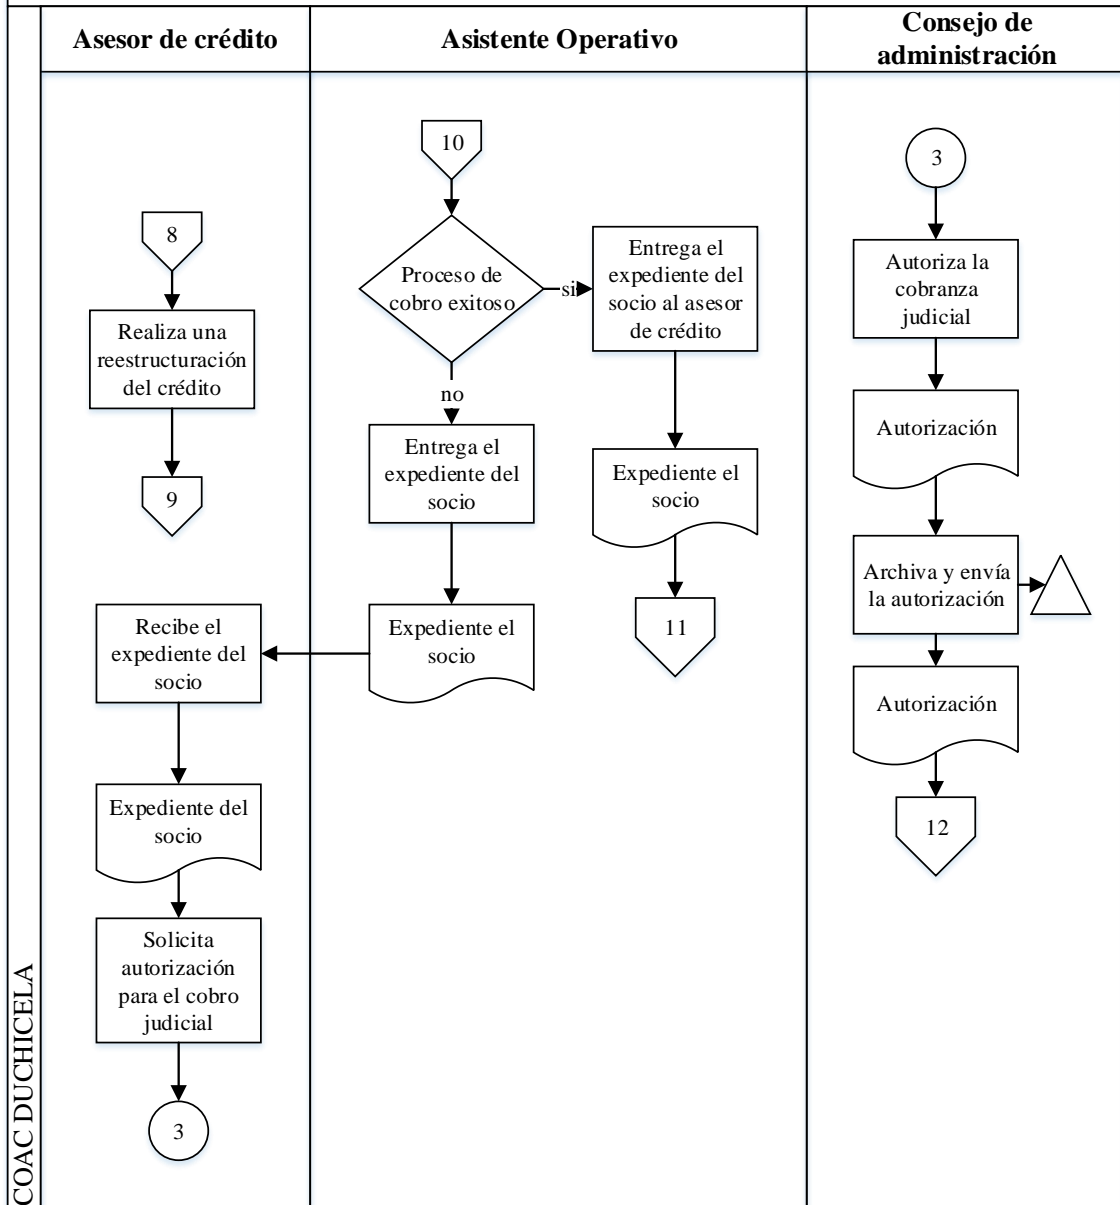 Asesor de crédito
Asistente Operativo
Consejo de
administración
COAC DUCHICELA
8
Realiza una
reestructuración
del crédito
9
Recibe el
expediente del
socio
Expediente del
socio
Solicita
autorización
para el cobro
judicial
3
10
Proceso de
cobro exitoso
si
no
Entrega el
expediente del
socio
Expediente el
socio
Entrega el
expediente del
socio al asesor
de crédito
Expediente el
socio
11
3
Autoriza la
cobranza
judicial
Autorización
Archiva y envía
la autorización
Autorización
12